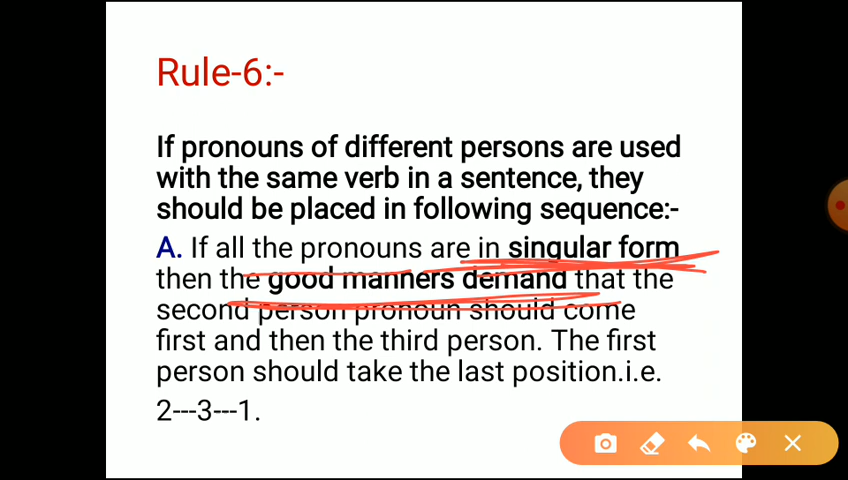 Rule-6:-
If pronouns of different persons are used
with the same verb in a sentence, they
should be placed in following sequence:-
A. If all the pronouns are in singular form
then the good manners demand that the
second person pronoun should come
first and then the third person. The first
person should take the last position.i.e.
2---3---1.